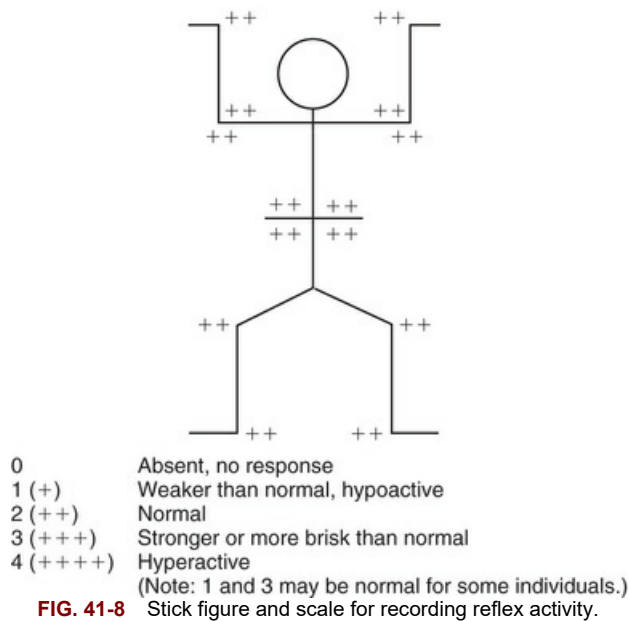 ++ ++
++ ++
++ ++
++ ++
++ ++
++ ++
++ ++
0 Absent, no response
1 (+) Weaker than normal, hypoactive
2 (++) Normal
3 (+++) Stronger or more brisk than normal
4 (++++) Hyperactive
(Note: 1 and 3 may be normal for some individuals.)
FIG. 41-8 Stick figure and scale for recording reflex activity.